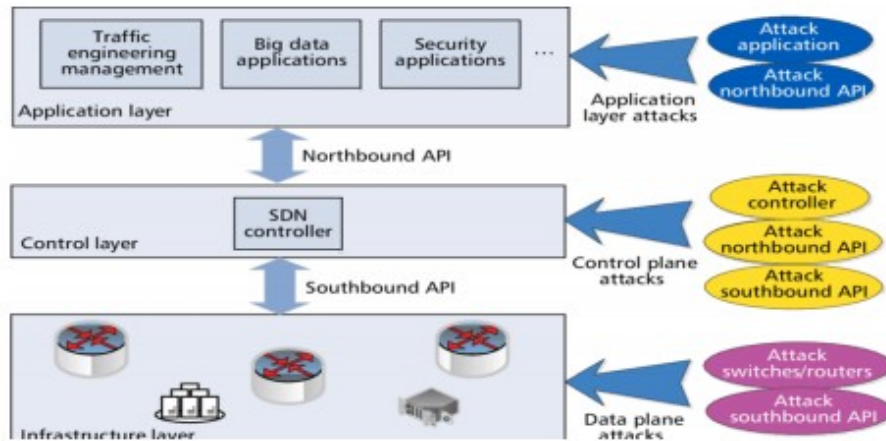 Traffic
engineering
management
Big data
applications
Security
applications
...
Application layer
Application
layer attacks
Attack
application
Attack
northbound API
Northbound API
SDN
controller
Control layer
Control plane
attacks
Attack
controller
Attack
northbound API
Attack
southbound API
Southbound API
Infrastructure layer
Data plane
attacks
Attack
switches/routers
Attack
southbound API